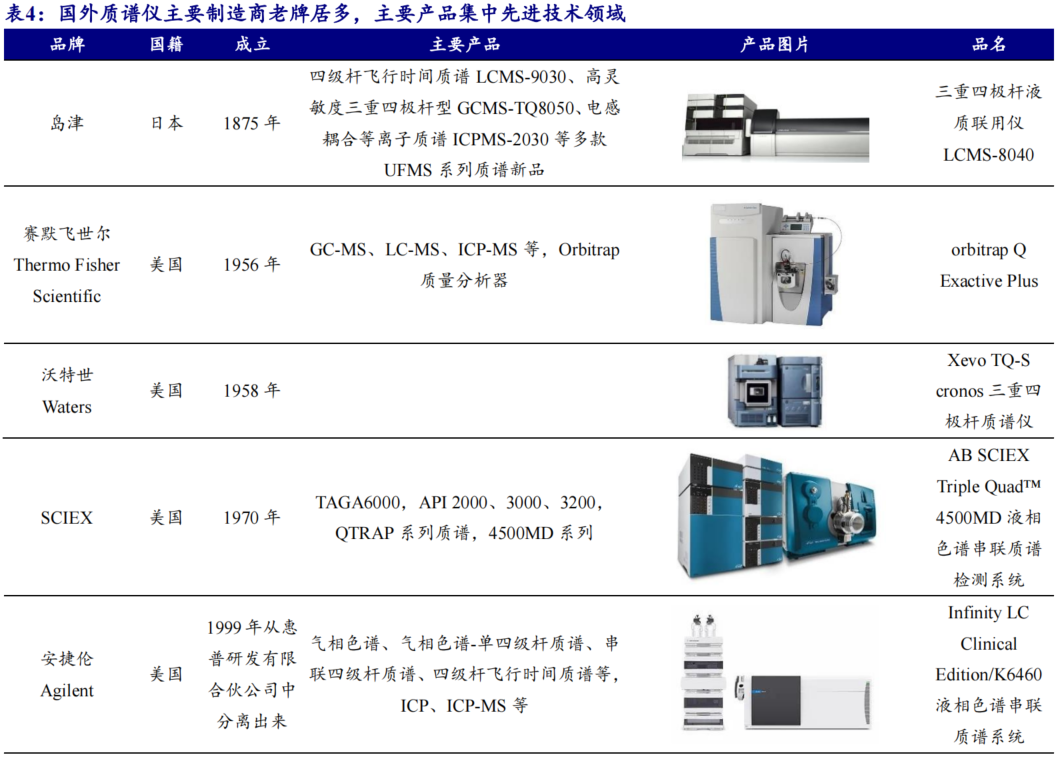 表4：国外质谱仪主要制造商老牌居多，主要产品集中先进技术领域
品牌 国籍 成立 主要产品 产品图片 品名
岛津 日本 1875 年
四级杆飞行时间质谱 LCMS-9030、高灵
敏度三重四极杆型 GCMS-TQ8050、电感
耦合等离子质谱 ICPMS-2030 等多款
UFMS 系列质谱新品
三重四极杆液
质联用仪
LCMS-8040
赛默飞世尔
Thermo Fisher
Scientific
美国 1956 年
GC-MS、LC-MS、ICP-MS 等，Orbitrap
质量分析器
orbitrap Q
Exactive Plus
沃特世
Waters
美国 1958 年
Xevo TQ-S
cronos 三重四
极杆质谱仪
SCIEX 美国 1970 年
TAGA6000，API 2000、3000、3200，
QTRAP 系列质谱，4500MD 系列
AB SCIEX
Triple Quad™
4500MD 液相
色谱串联质谱
检测系统
安捷伦
Agilent
美国
1999 年从惠
普研发有限
合伙公司中
分离出来
气相色谱、气相色谱-单四级杆质谱、串
联四级杆质谱、四级杆飞行时间质谱等，
ICP、ICP-MS 等
Infinity LC
Clinical
Edition/K6460
液相色谱串联
质谱系统